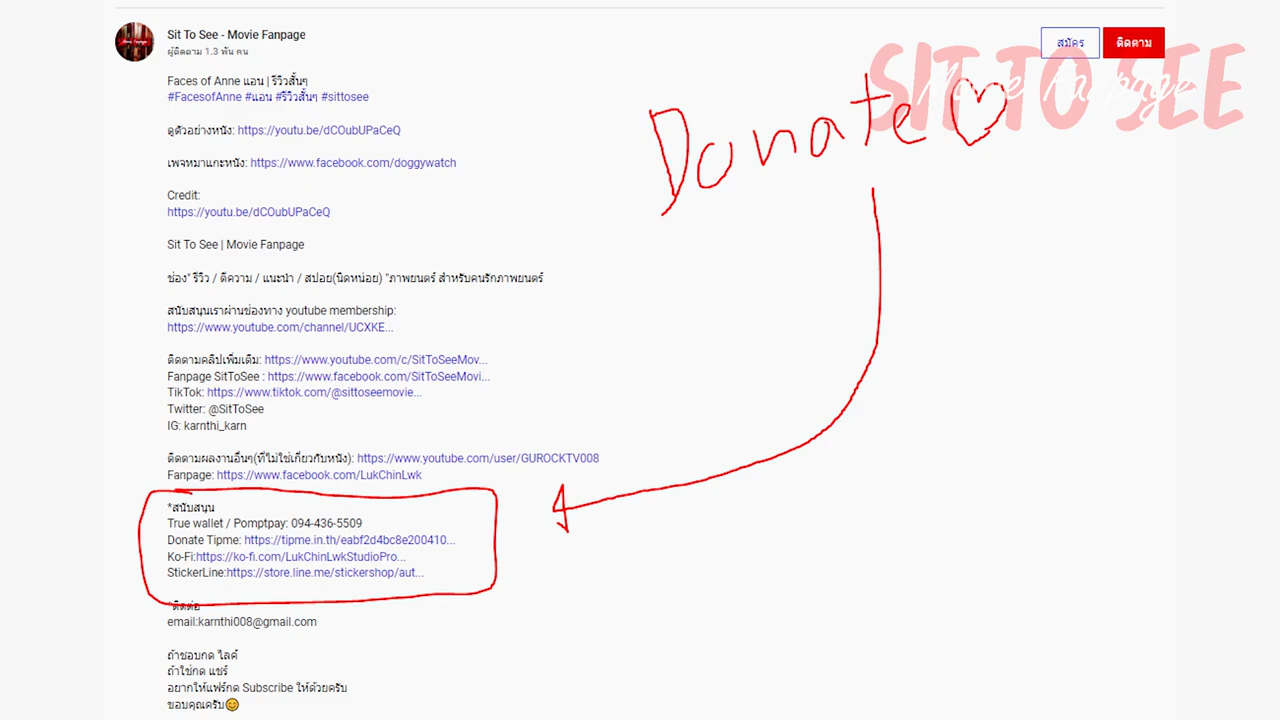 Sit To See - Movie Fanpage
ผู้ติดตาม 1.3 พัน คน
สมัคร
ติดตาม
SIT TO SEE
Movie Fanpage
Donate
Faces of Anne แอน | รีวิวสั้นๆ
#FacesofAnne #แอน #รีวิวสั้นๆ #sittosee
ดูตัวอย่างหนัง: https://youtu.be/dCOubUPaCeQ
เพจหมาแกะหนัง: https://www.facebook.com/doggywatch
Credit:
https://youtu.be/dCOubUPaCeQ
Sit To See | Movie Fanpage
ช่อง" รีวิว / ตีความ / แนะนำ / สปอย(นิดหน่อย) "ภาพยนตร์ สำหรับคนรักภาพยนตร์
สนับสนุนเราผ่านช่องทาง youtube membership:
https://www.youtube.com/channel/UCXKE...
ติดตามคลิปเพิ่มเติม: https://www.youtube.com/c/SitToSeeMov...
Fanpage SitToSee : https://www.facebook.com/SitToSeeMovi...
TikTok: https://www.tiktok.com/@sittoseemovie...
Twitter: @SitToSee
IG: karnthi_karn
ติดตามผลงานอื่นๆ(ที่ไม่ใช่เกี่ยวกับหนัง): https://www.youtube.com/user/GUROCKTV008
Fanpage: https://www.facebook.com/LukChinLwk
*สนับสนุน
True wallet / Pomptpay: 094-436-5509
Donate Tipme: https://tipme.in.th/eabf2d4bc8e200410...
Ko-Fi:https://ko-fi.com/LukChinLwkStudioPro...
StickerLine:https://store.line.me/stickershop/aut...
*ติดต่อ
email:karnthi008@gmail.com
ถ้าชอบกด ไลค์
ถ้าใช่กด แชร์
อยากให้แฟร์กด Subscribe ให้ด้วยครับ
ขอบคุณครับ😊